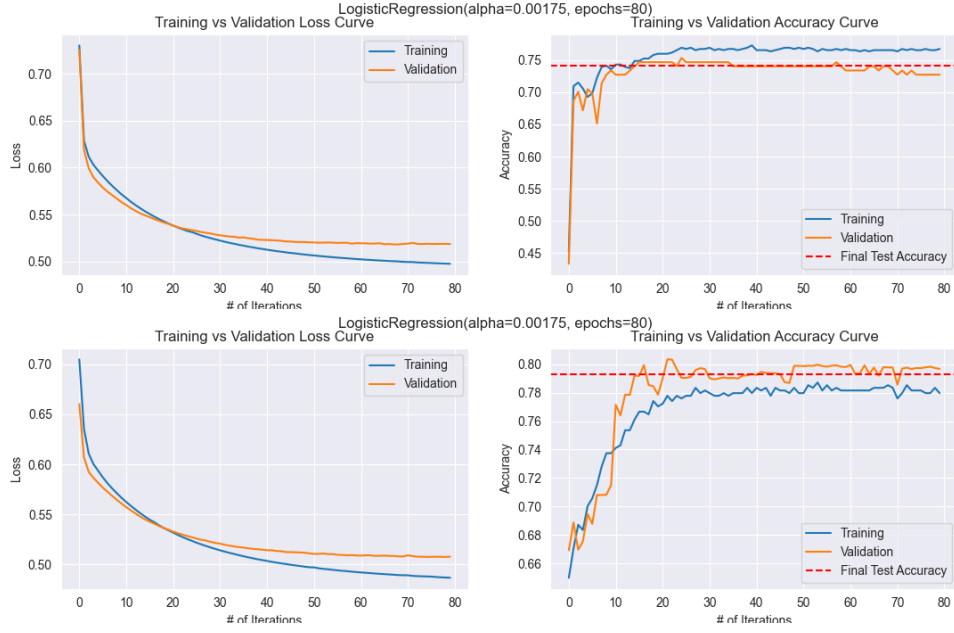 LogisticRegression(alpha=0.00175, epochs=80)
Training vs Validation Loss Curve
Training vs Validation Accuracy Curve
0.70
0.65
0.60
0.55
0.50
Loss
Training
Validation
0 10 20 30 40 50 60 70 80
# of Iterations
0.75
0.70
0.65
0.60
0.55
0.50
0.45
Accuracy
Training
Validation
Final Test Accuracy
0 10 20 30 40 50 60 70 80
# of Iterations
LogisticRegression(alpha=0.00175, epochs=80)
Training vs Validation Loss Curve
Training vs Validation Accuracy Curve
0.70
0.65
0.60
0.55
0.50
Loss
Training
Validation
0 10 20 30 40 50 60 70 80
# of Iterations
0.80
0.78
0.76
0.74
0.72
0.70
0.68
0.66
Accuracy
Training
Validation
Final Test Accuracy
0 10 20 30 40 50 60 70 80
# of Iterations